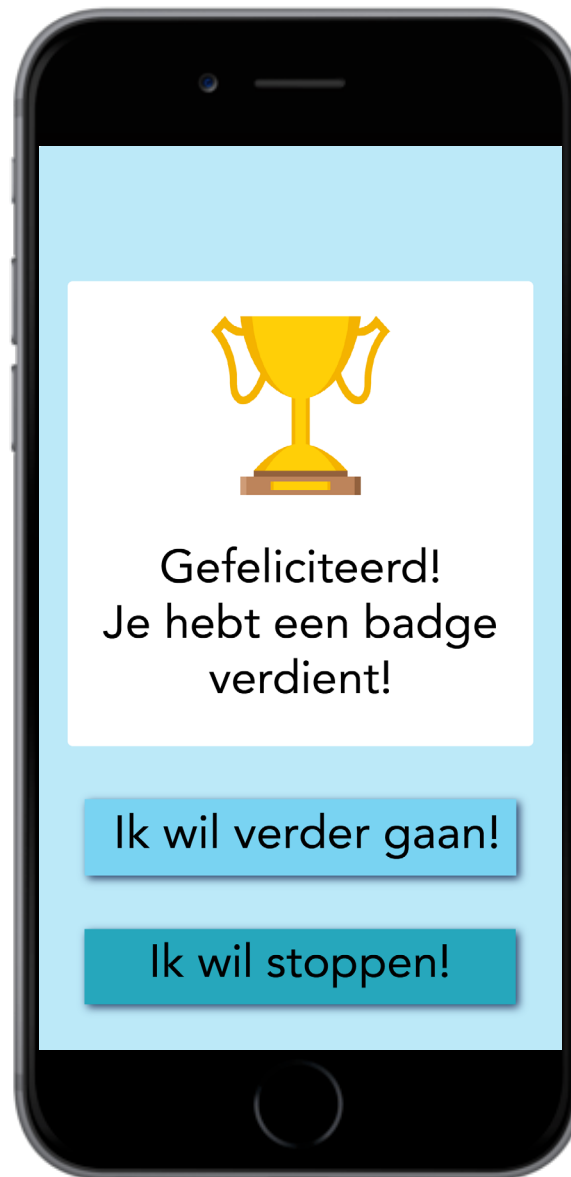 Gefeliciteerd!
Je hebt een badge
verdient!
Ik wil verder gaan!
Ik wil stoppen!